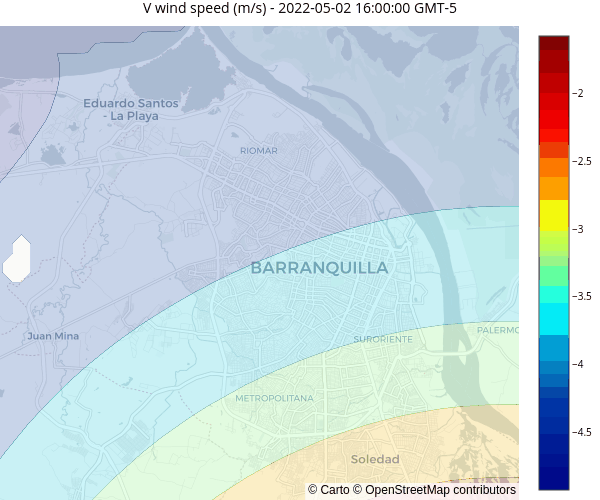 V wind speed (m/s) - 2022-05-02 16:00:00 GMT-5
Eduardo Santos
- La Playa
RIOMAR
BARRANQUILLA
Juan Mina
SURORIENTE
PALERMO
METROPOLITANA
Soledad
−2
−2.5
−3
−3.5
−4
−4.5
© Carto © OpenStreetMap contributors